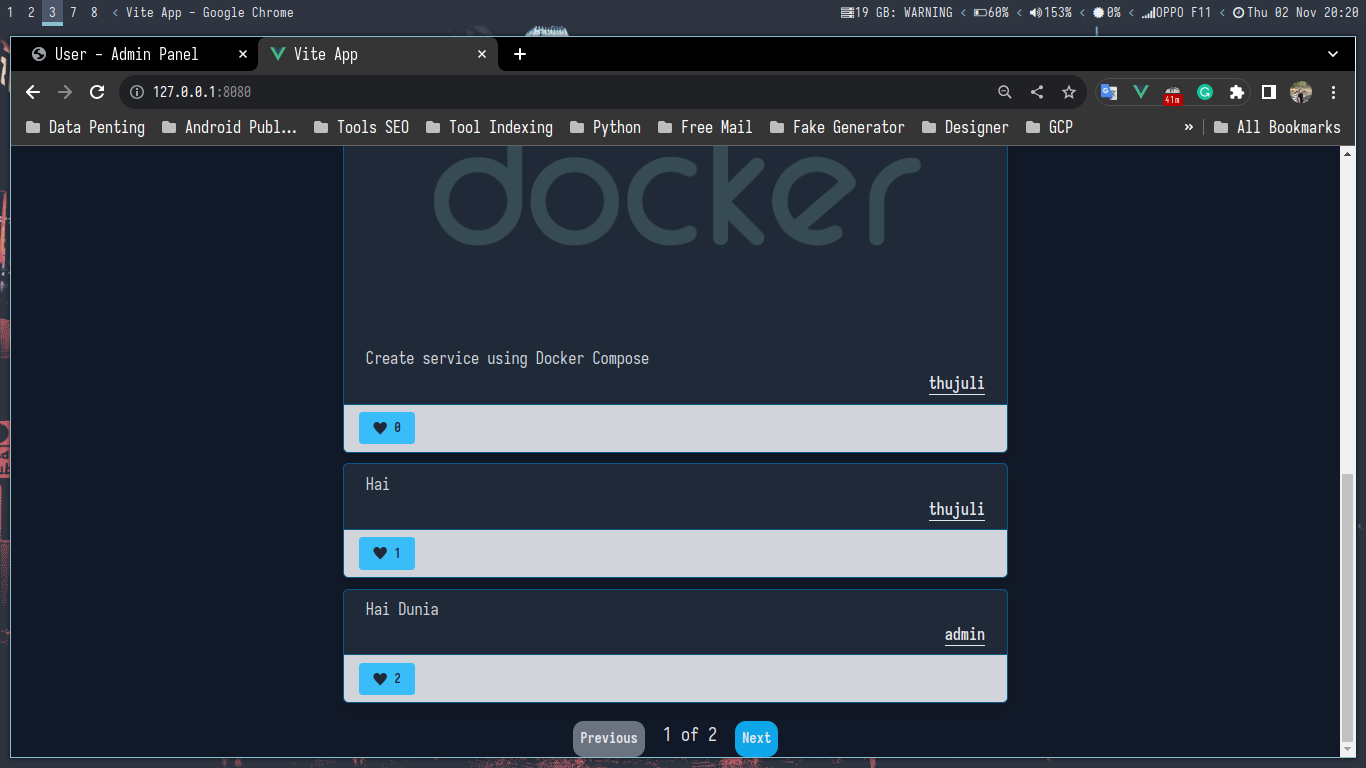 1 2 3 7 8 < Vite App - Google Chrome 19 GB: WARNING < 60% < 153% < 0% < OPPO F11 < Thu 02 Nov 20:20
User - Admin Panel × Vite App × +
127.0.0.1:8080 41m
Data Penting Android Publ... Tools SEO Tool Indexing Python Free Mail Fake Generator Designer GCP » All Bookmarks
docker
Create service using Docker Compose
thujuli
0
Hai
thujuli
1
Hai Dunia
admin
2
Previous 1 of 2 Next